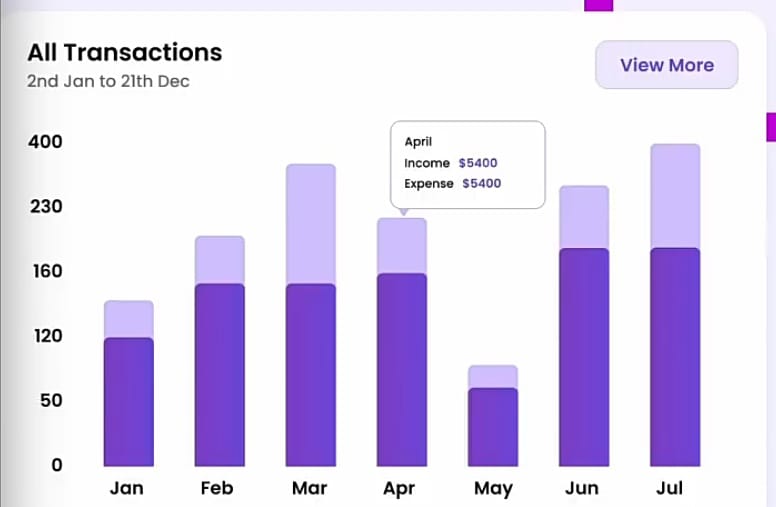 All Transactions
2nd Jan to 21th Dec
View More
400
230
160
120
50
0
April
Income $5400
Expense $5400
Jan Feb Mar Apr May Jun Jul